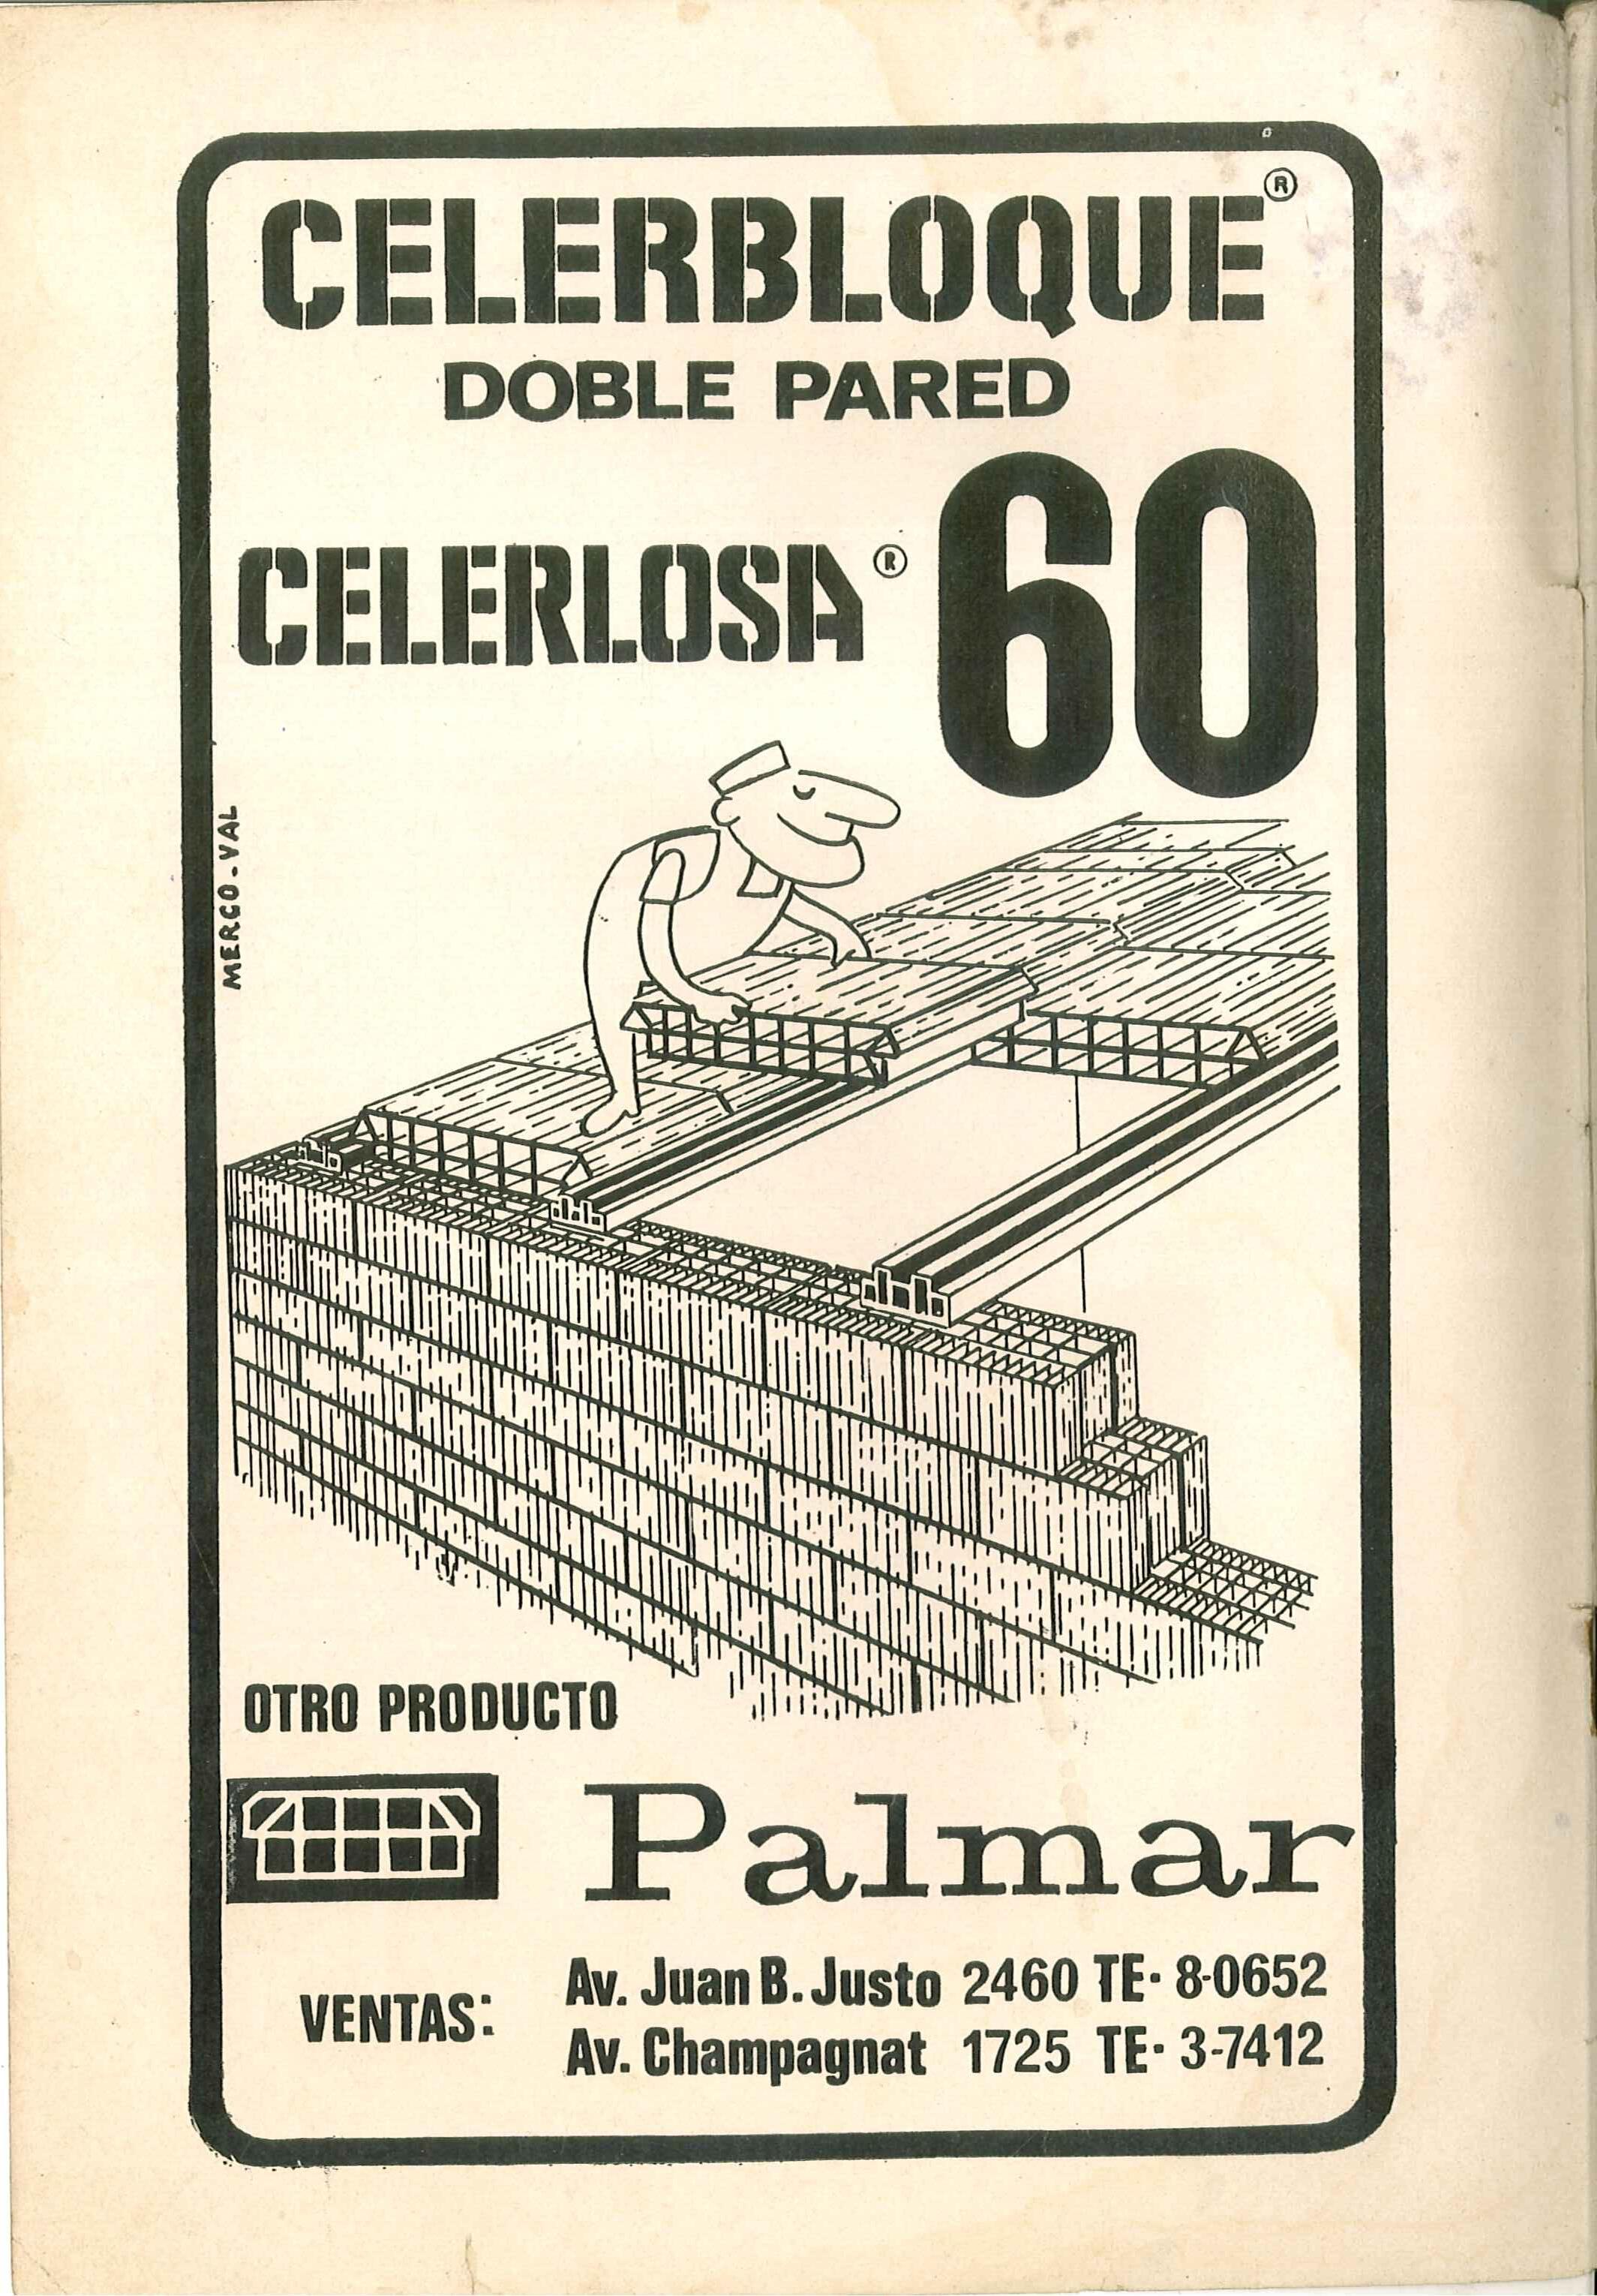 CELERBLOQUE ®
DOBLE PARED
CELERLOSA ® 60
MERCO-VAL
OTRO PRODUCTO
Palmar
VENTAS:
Av. Juan B. Justo 2460 TE· 8-0652
Av. Champagnat 1725 TE· 3-7412